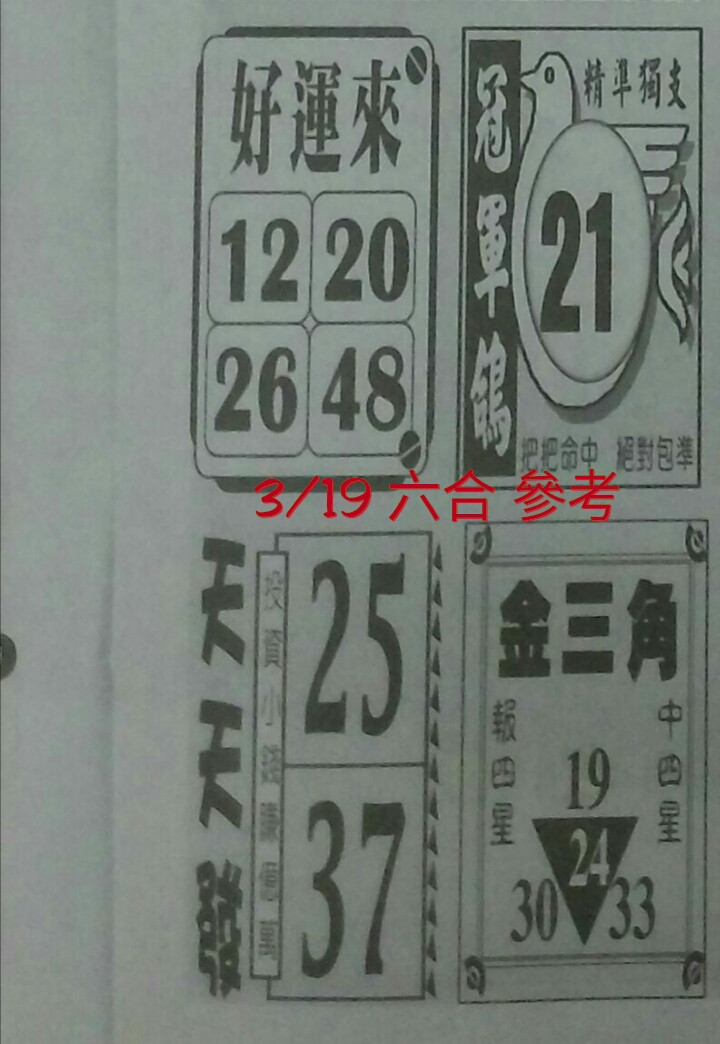 好運來
12 20
26 48
冠軍鴿
精準獨支
21
把把命中 絕對包準
3/19 六合 參考
天天發
投資小錢賺億萬
25
37
金三角
報四星
中四星
19
24
30 33